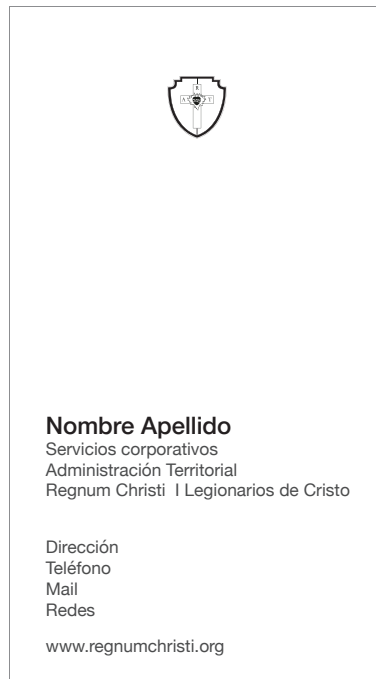 R
A T
Nombre Apellido
Servicios corporativos
Administración Territorial
Regnum Christi I Legionarios de Cristo
Dirección
Teléfono
Mail
Redes
www.regnumchristi.org